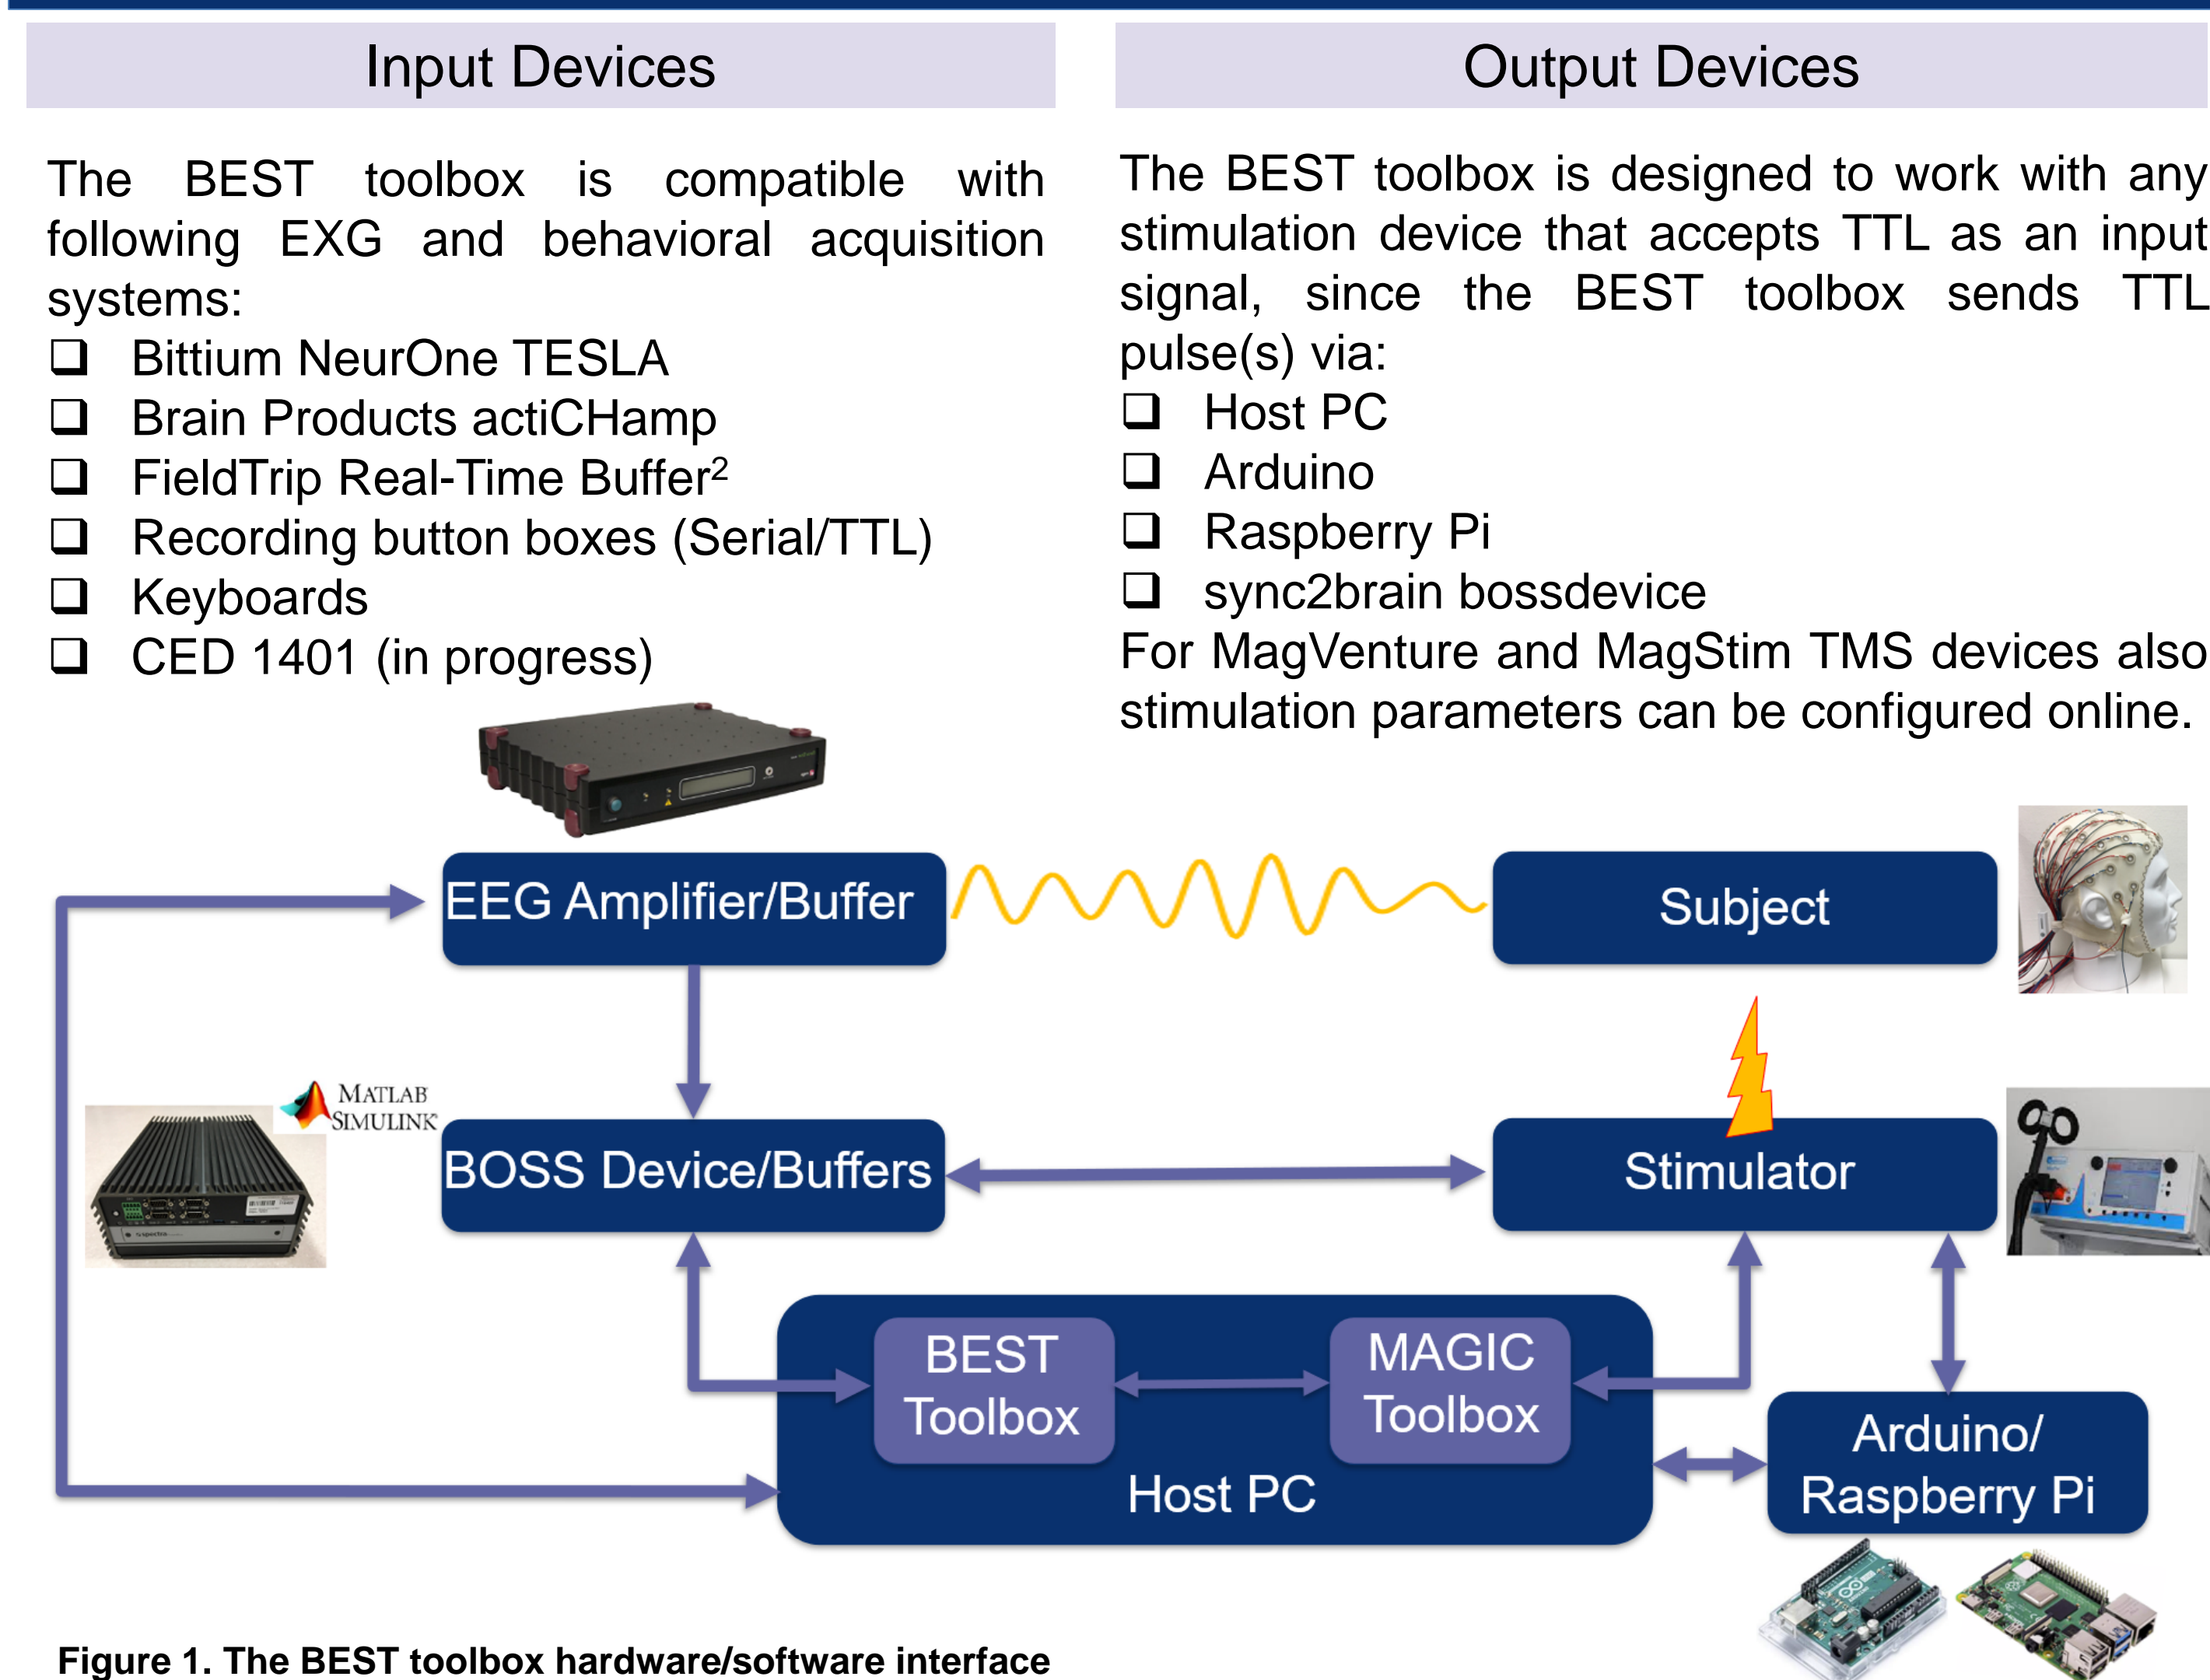 Input Devices
The BEST toolbox is compatible with
following EXG and behavioral acquisition
systems:
❑ Bittium NeurOne TESLA
❑ Brain Products actiCHamp
❑ FieldTrip Real-Time Buffer²
❑ Recording button boxes (Serial/TTL)
❑ Keyboards
❑ CED 1401 (in progress)
Output Devices
The BEST toolbox is designed to work with any
stimulation device that accepts TTL as an input
signal, since the BEST toolbox sends TTL
pulse(s) via:
❑ Host PC
❑ Arduino
❑ Raspberry Pi
❑ sync2brain bossdevice
For MagVenture and MagStim TMS devices also
stimulation parameters can be configured online.
EEG Amplifier/Buffer
Subject
MATLAB
SIMULINK
BOSS Device/Buffers
Stimulator
BEST
Toolbox
MAGIC
Toolbox
Host PC
Arduino/
Raspberry Pi
Figure 1. The BEST toolbox hardware/software interface